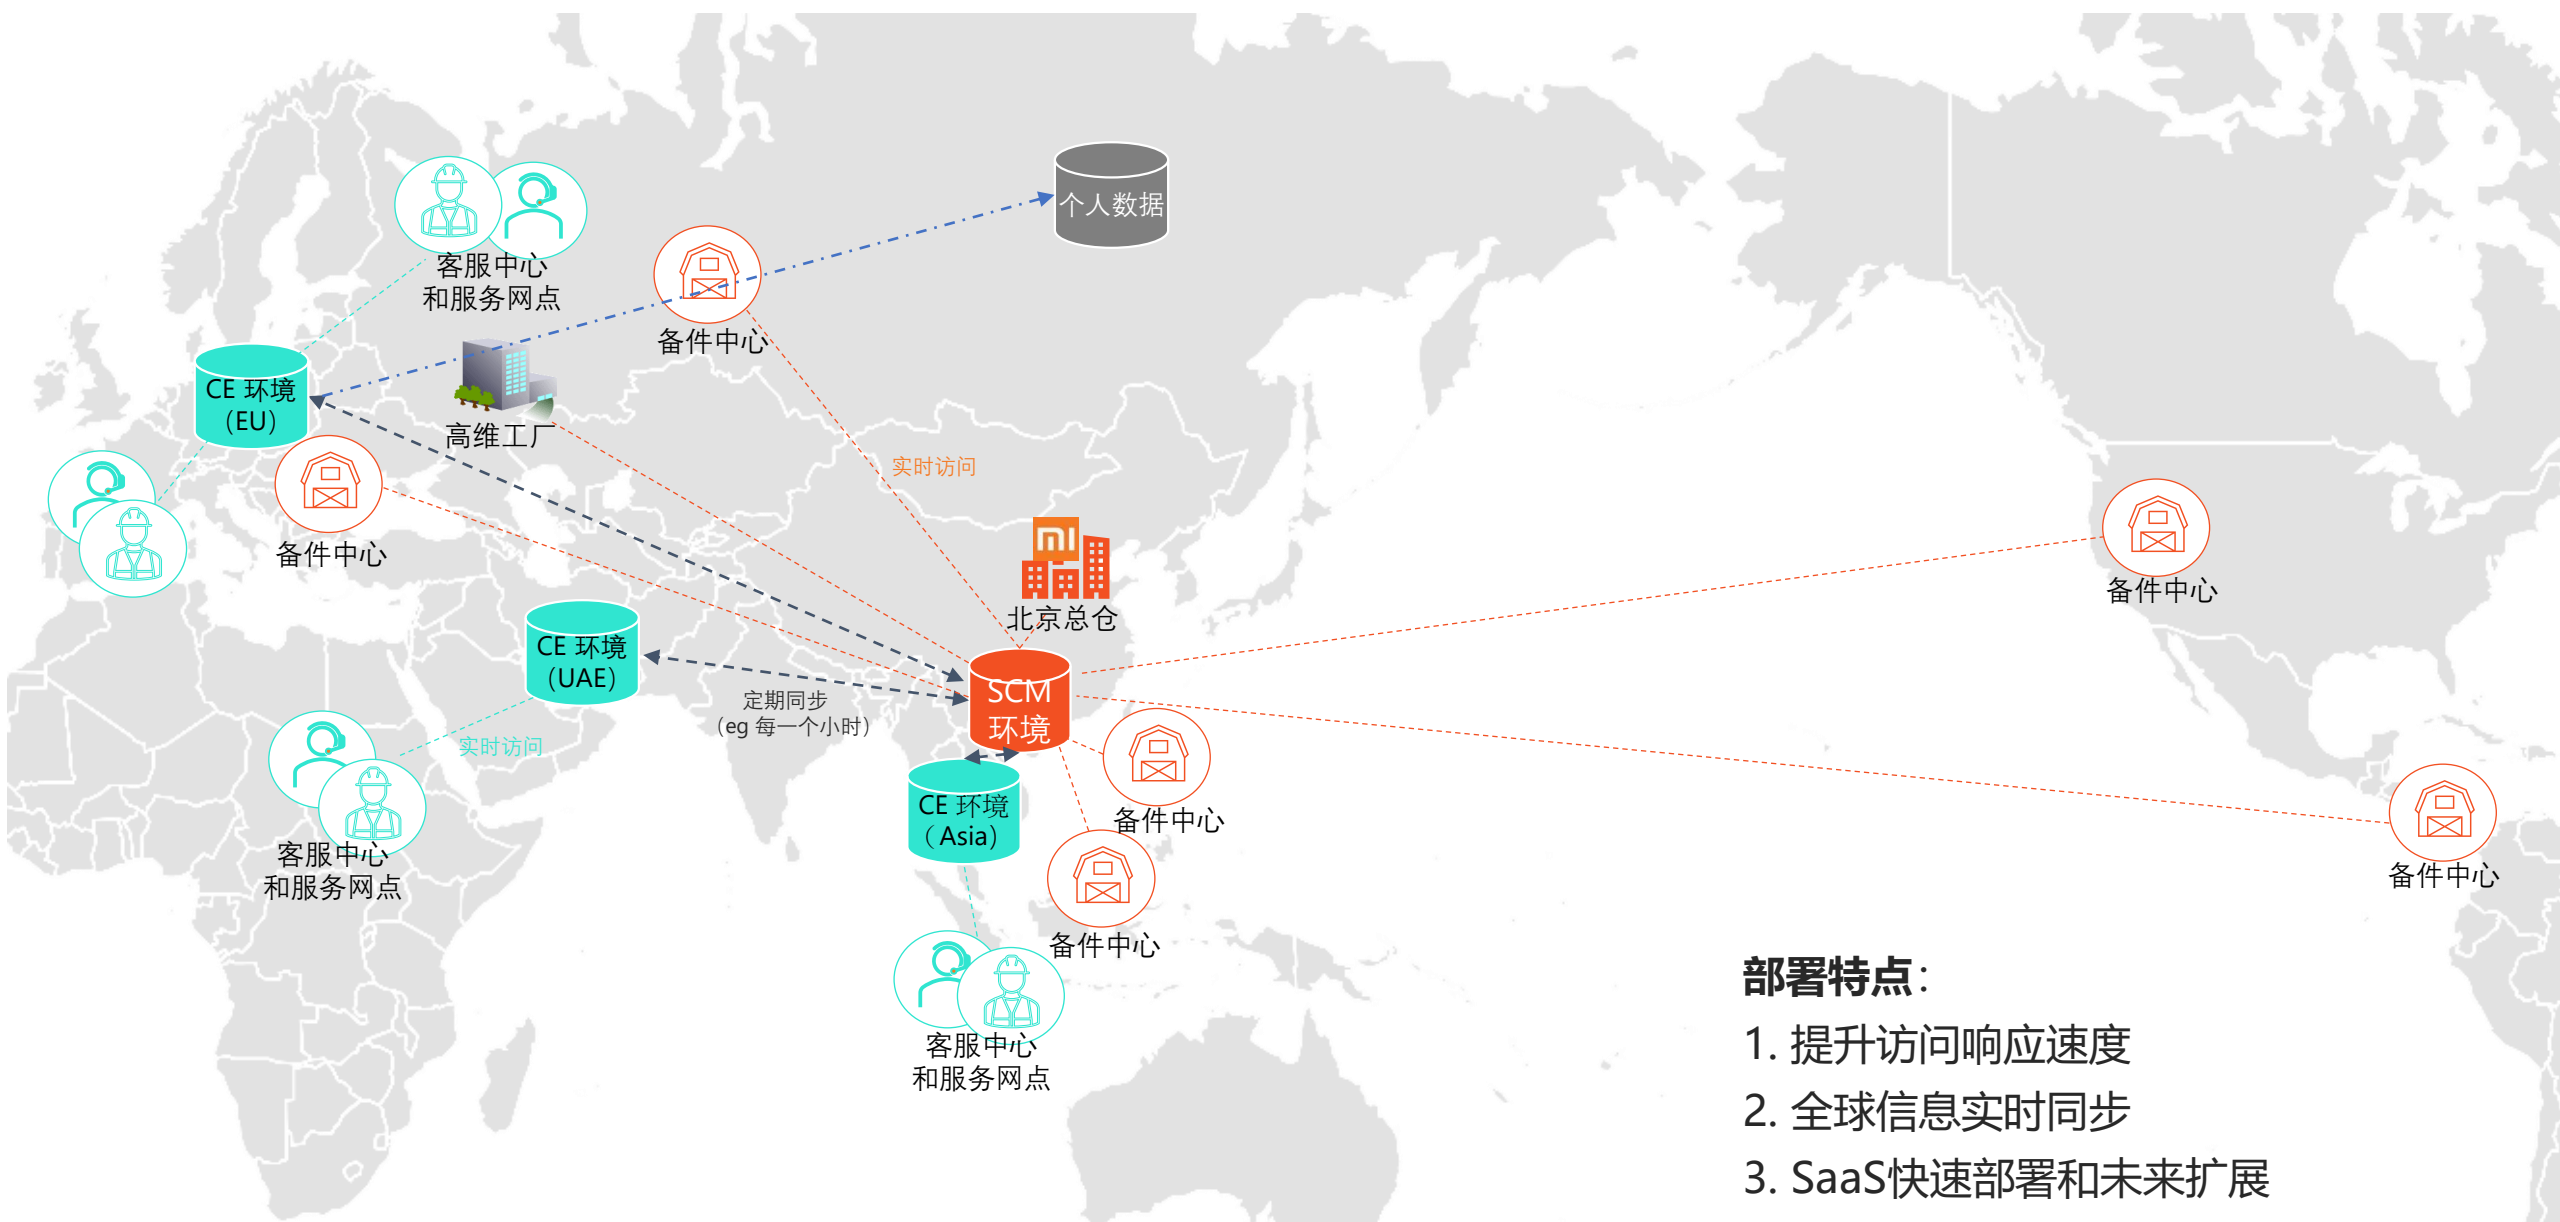 个人数据
客服中心
和服务网点
备件中心
CE 环境
(EU)
高维工厂
实时访问
备件中心
mi
北京总仓
备件中心
CE 环境
(UAE)
SCM
环境
定期同步
(eg 每一个小时)
实时访问
CE 环境
(Asia)
备件中心
客服中心
和服务网点
备件中心
备件中心
客服中心
和服务网点
部署特点：
1. 提升访问响应速度
2. 全球信息实时同步
3. SaaS快速部署和未来扩展